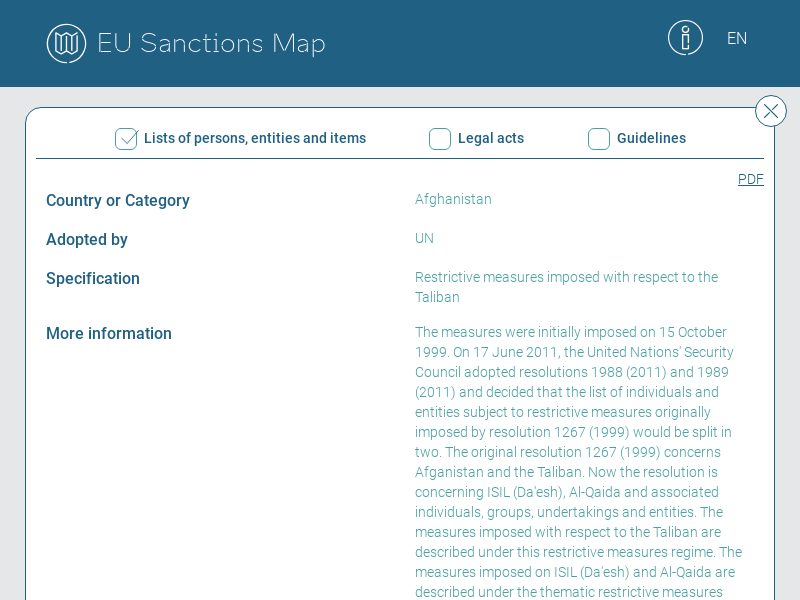 EU Sanctions Map
EN
Lists of persons, entities and items
Legal acts
Guidelines
PDF
Country or Category
Afghanistan
Adopted by
UN
Specification
Restrictive measures imposed with respect to the
Taliban
More information
The measures were initially imposed on 15 October
1999. On 17 June 2011, the United Nations' Security
Council adopted resolutions 1988 (2011) and 1989
(2011) and decided that the list of individuals and
entities subject to restrictive measures originally
imposed by resolution 1267 (1999) would be split in
two. The original resolution 1267 (1999) concerns
Afganistan and the Taliban. Now the resolution is
concerning ISIL (Da'esh), Al-Qaida and associated
individuals, groups, undertakings and entities. The
measures imposed with respect to the Taliban are
described under this restrictive measures regime. The
measures imposed on ISIL (Da'esh) and Al-Qaida are
described under the thematic restrictive measures